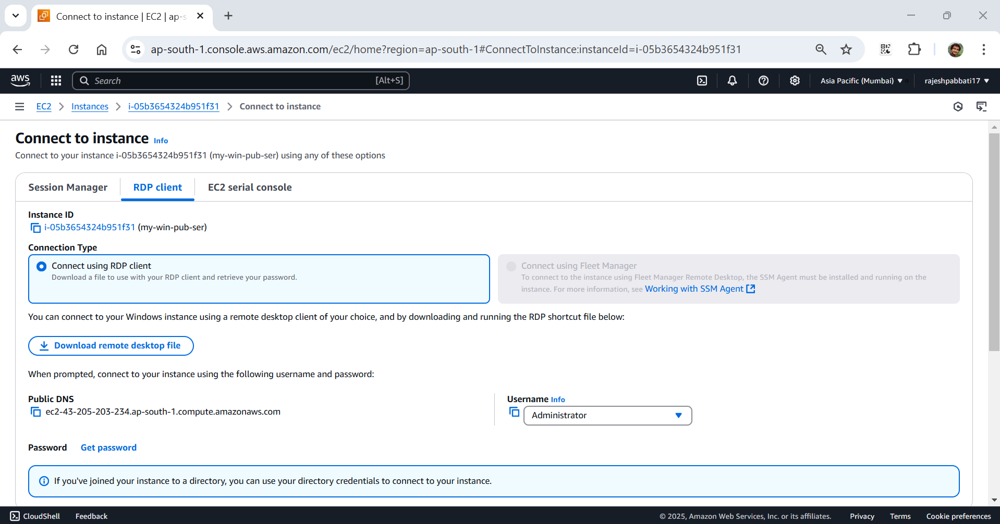 Connect to instance | EC2 | ap-s
ap-south-1.console.aws.amazon.com/ec2/home?region=ap-south-1#ConnectToInstance:instanceId=i-05b3654324b951f31
aws
Search
[Alt+S]
Asia Pacific (Mumbai)
rajeshpabbati17
EC2
Instances
i-05b3654324b951f31
Connect to instance
Connect to instance Info
Connect to your instance i-05b3654324b951f31 (my-win-pub-ser) using any of these options
Session Manager
RDP client
EC2 serial console
Instance ID
i-05b3654324b951f31 (my-win-pub-ser)
Connection Type
Connect using RDP client
Download a file to use with your RDP client and retrieve your password.
Connect using Fleet Manager
To connect to the instance using Fleet Manager Remote Desktop, the SSM Agent must be installed and running on the
instance. For more information, see Working with SSM Agent
You can connect to your Windows instance using a remote desktop client of your choice, and by downloading and running the RDP shortcut file below:
Download remote desktop file
When prompted, connect to your instance using the following username and password:
Public DNS
ec2-43-205-203-234.ap-south-1.compute.amazonaws.com
Username Info
Administrator
Password Get password
If you've joined your instance to a directory, you can use your directory credentials to connect to your instance.
CloudShell
Feedback
© 2025, Amazon Web Services, Inc. or its affiliates.
Privacy
Terms
Cookie preferences